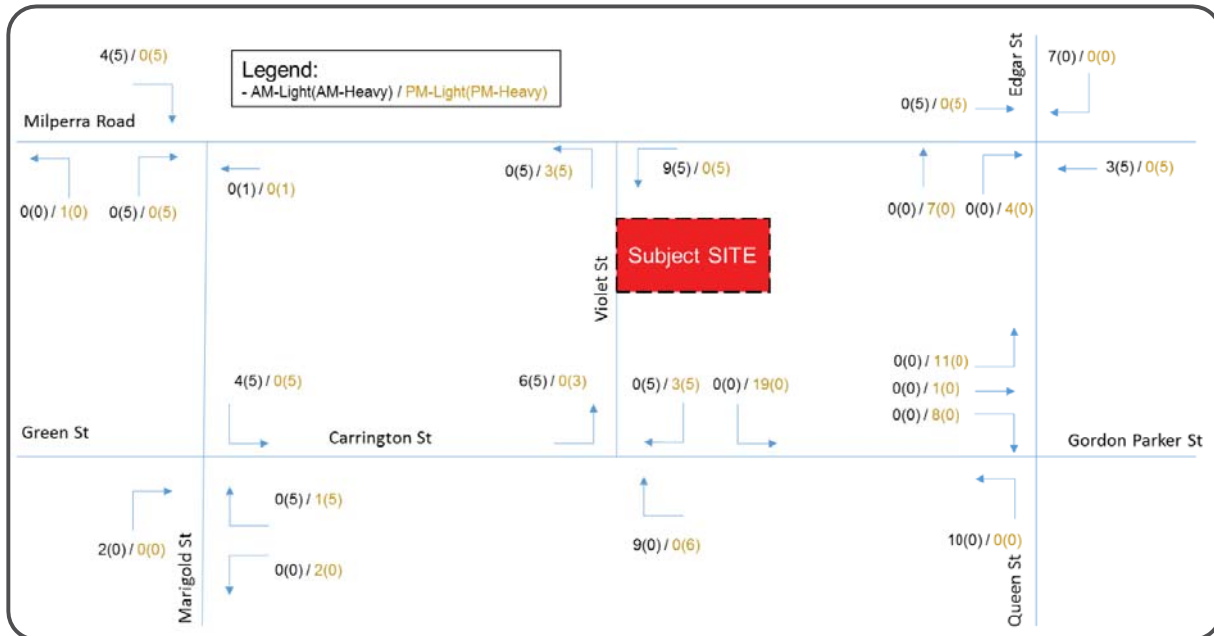 4(5) / 0(5)
Legend:
- AM-Light(AM-Heavy) / PM-Light(PM-Heavy)
Edgar St
7(0) / 0(0)
0(5) / 0(5)
Milperra Road
0(5) / 3(5)
9(5) / 0(5)
3(5) / 0(5)
0(1) / 0(1)
0(0) / 1(0)
0(5) / 0(5)
0(0) / 7(0)
0(0) / 4(0)
Violet St
Subject SITE
0(0) / 11(0)
4(5) / 0(5)
6(5) / 0(3)
0(5) / 3(5)
0(0) / 19(0)
0(0) / 1(0)
0(0) / 8(0)
Green St
Carrington St
Gordon Parker St
0(5) / 1(5)
2(0) / 0(0)
Marigold St
0(0) / 2(0)
9(0) / 0(6)
10(0) / 0(0)
Queen St